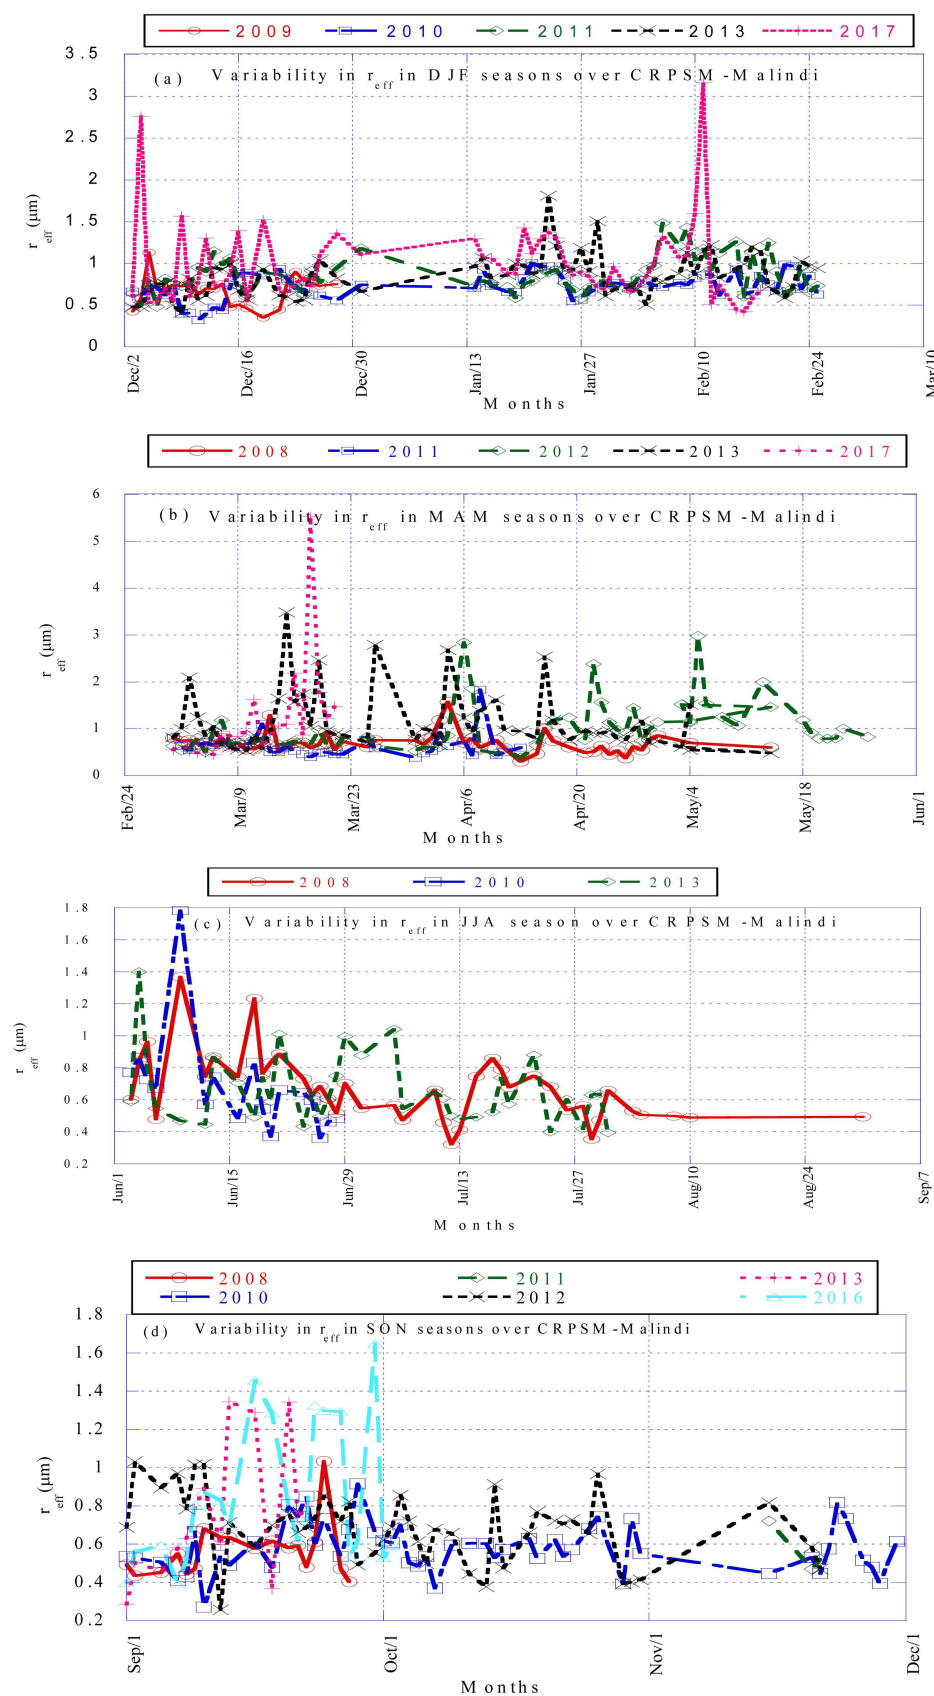 2009 2010 2011 2013 2017
(a) Variability in r_eff in DJF seasons over CRPSM-Malindi
3.5
3
2.5
2
1.5
1
0.5
0
r_eff (μm)
Dec/2 Dec/16 Dec/30 Jan/13 Jan/27 Feb/10 Feb/24 Mar/10
Months
2008 2011 2012 2013 2017
(b) Variability in r_eff in MAM seasons over CRPSM-Malindi
6
5
4
3
2
1
0
r_eff (μm)
Feb/24 Mar/9 Mar/23 Apr/6 Apr/20 May/4 May/18 Jun/1
Months
2008 2010 2013
(c) Variability in r_eff in JJA season over CRPSM-Malindi
1.8
1.6
1.4
1.2
1
0.8
0.6
0.4
0.2
r_eff (μm)
Jun/1 Jun/15 Jun/29 Jul/13 Jul/27 Aug/10 Aug/24 Sep/7
Months
2008 2011 2013
2010 2012 2016
(d) Variability in r_eff in SON seasons over CRPSM-Malindi
1.8
1.6
1.4
1.2
1
0.8
0.6
0.4
0.2
r_eff (μm)
Sep/1 Oct/1 Nov/1 Dec/1
Months